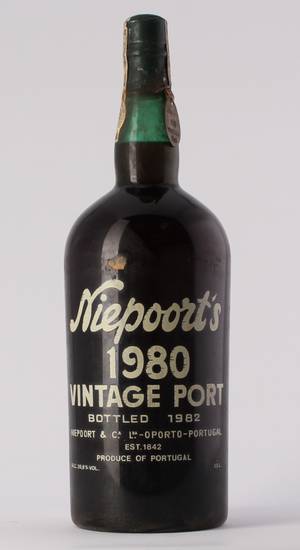 Niepoort's
1980
VINTAGE PORT
BOTTLED 1982
NIEPOORT & Cª Lda-OPORTO-PORTUGAL
EST.1842
PRODUCE OF PORTUGAL